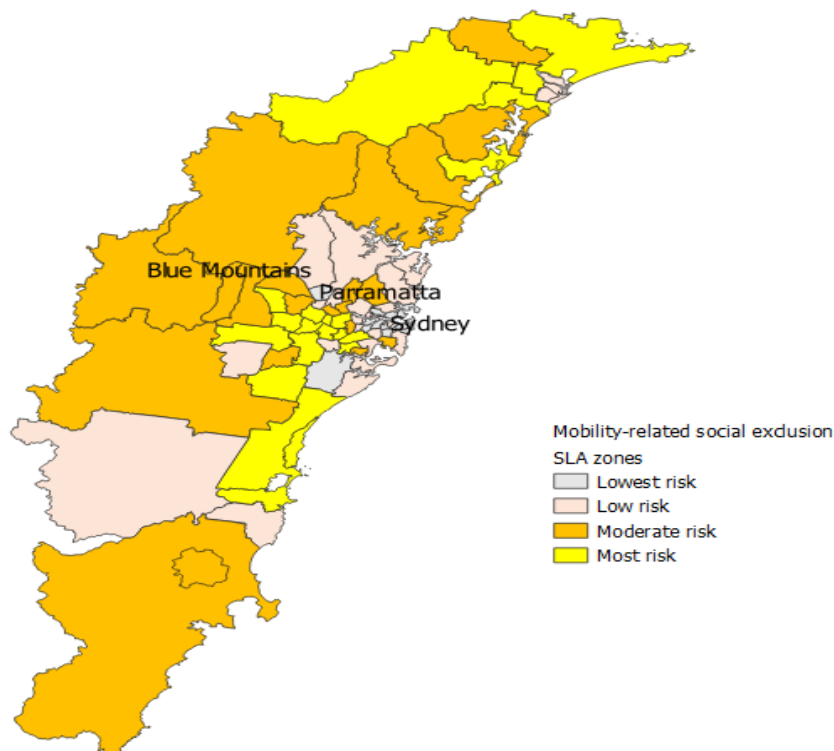 Blue Mountains
Parramatta
Sydney
Mobility-related social exclusion
SLA zones
Lowest risk
Low risk
Moderate risk
Most risk